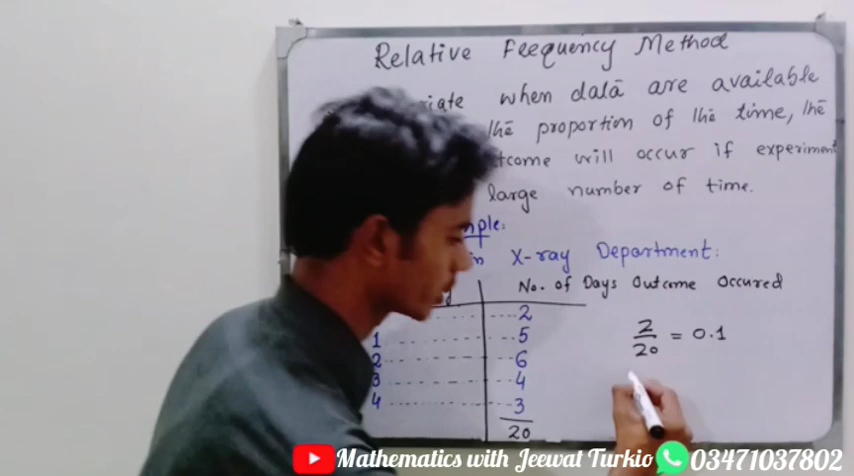 Relative Frequency Method
when data are available
the proportion of the time, the
will occur if experiment
large number of time.
in X-ray Department:
No. of Days Outcome Occured
2
1 5
2 6
3 4
4 3
20
2/20 = 0.1
Mathematics with Jeewat Turkio 03471037802